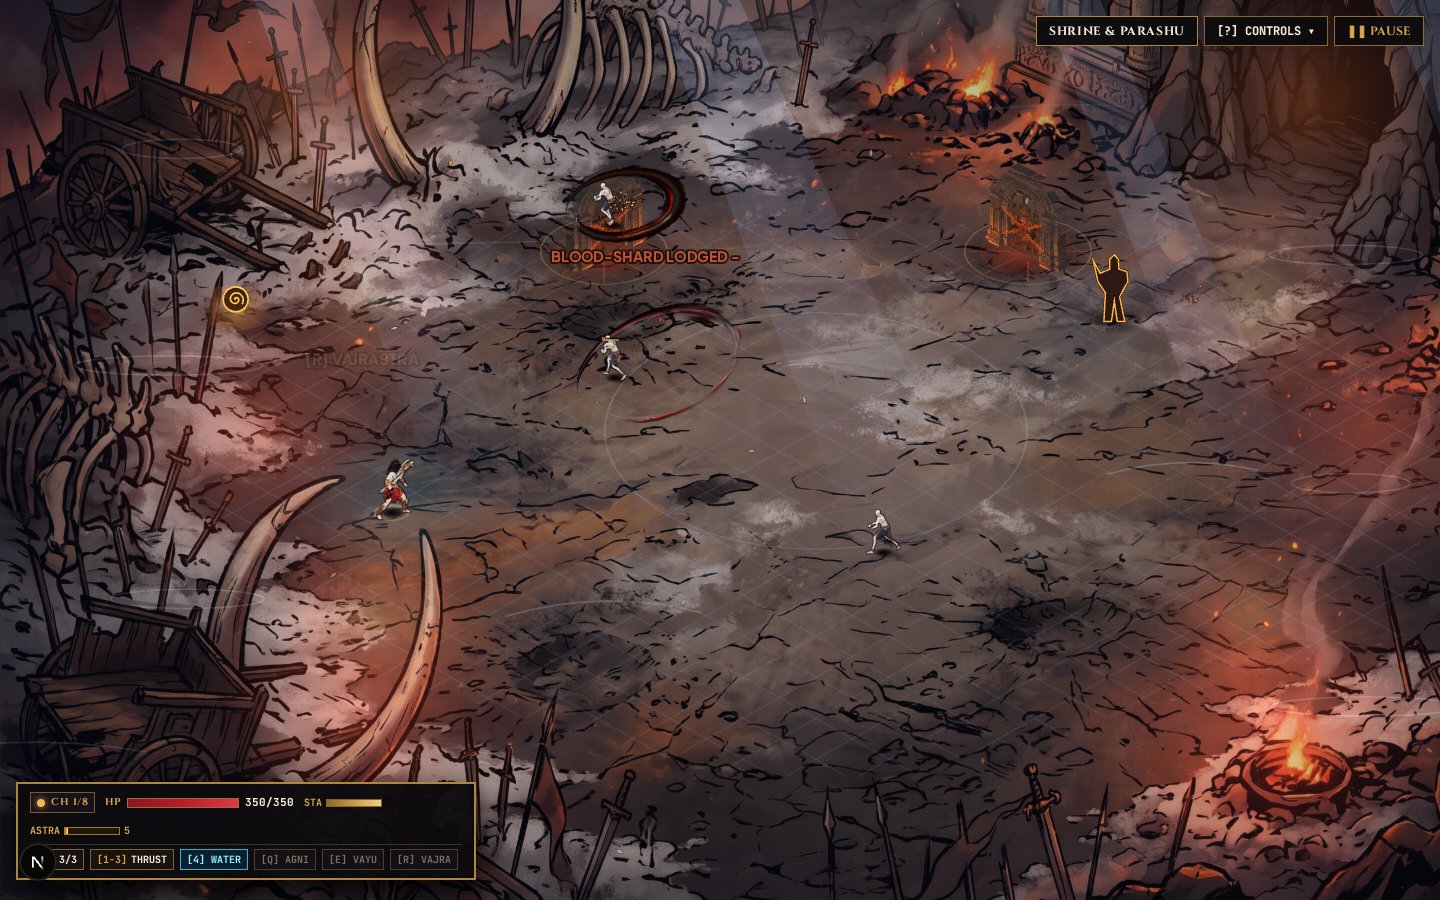 SHRINE & PARASHU
[?] CONTROLS ▾
PAUSE
BLOOD-SHARD LODGED -
[R] VAJRASTRA
CH 1/8 HP 350/350 STA
ASTRA 5
N 3/3 [1-3] THRUST [4] WATER [Q] AGNI [E] VAYU [R] VAJRA